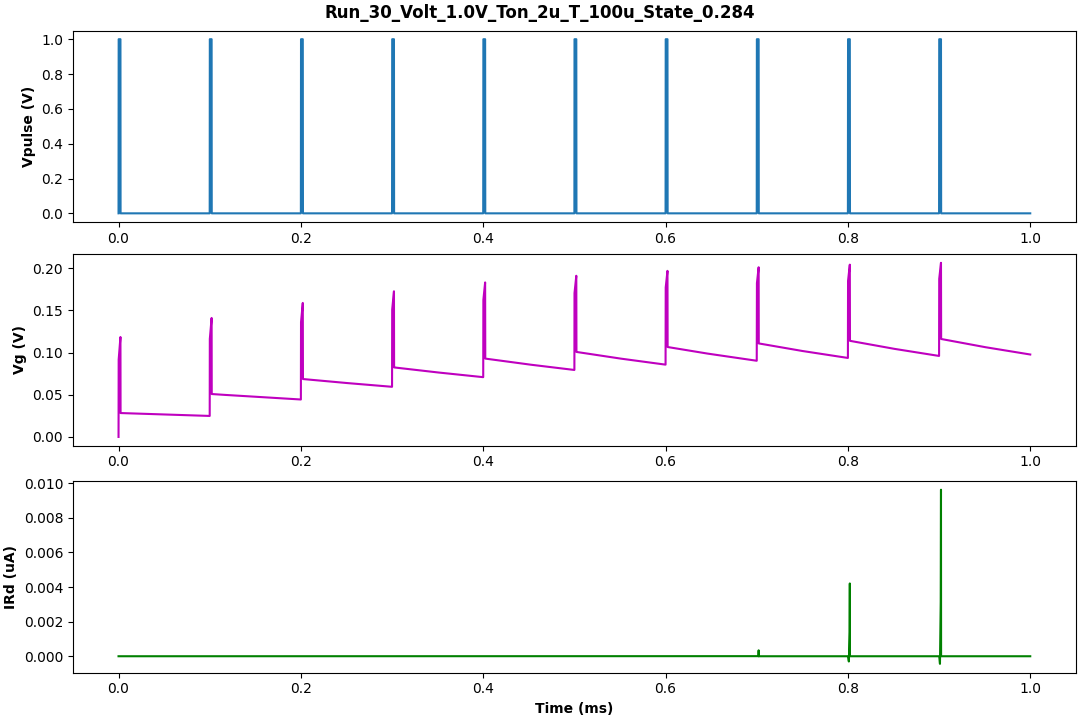 Run_30_Volt_1.0V_Ton_2u_T_100u_State_0.284
Vpulse (V)
1.0
0.8
0.6
0.4
0.2
0.0
0.0 0.2 0.4 0.6 0.8 1.0
Vg (V)
0.20
0.15
0.10
0.05
0.00
0.0 0.2 0.4 0.6 0.8 1.0
IRd (uA)
0.010
0.008
0.006
0.004
0.002
0.000
0.0 0.2 0.4 0.6 0.8 1.0
Time (ms)